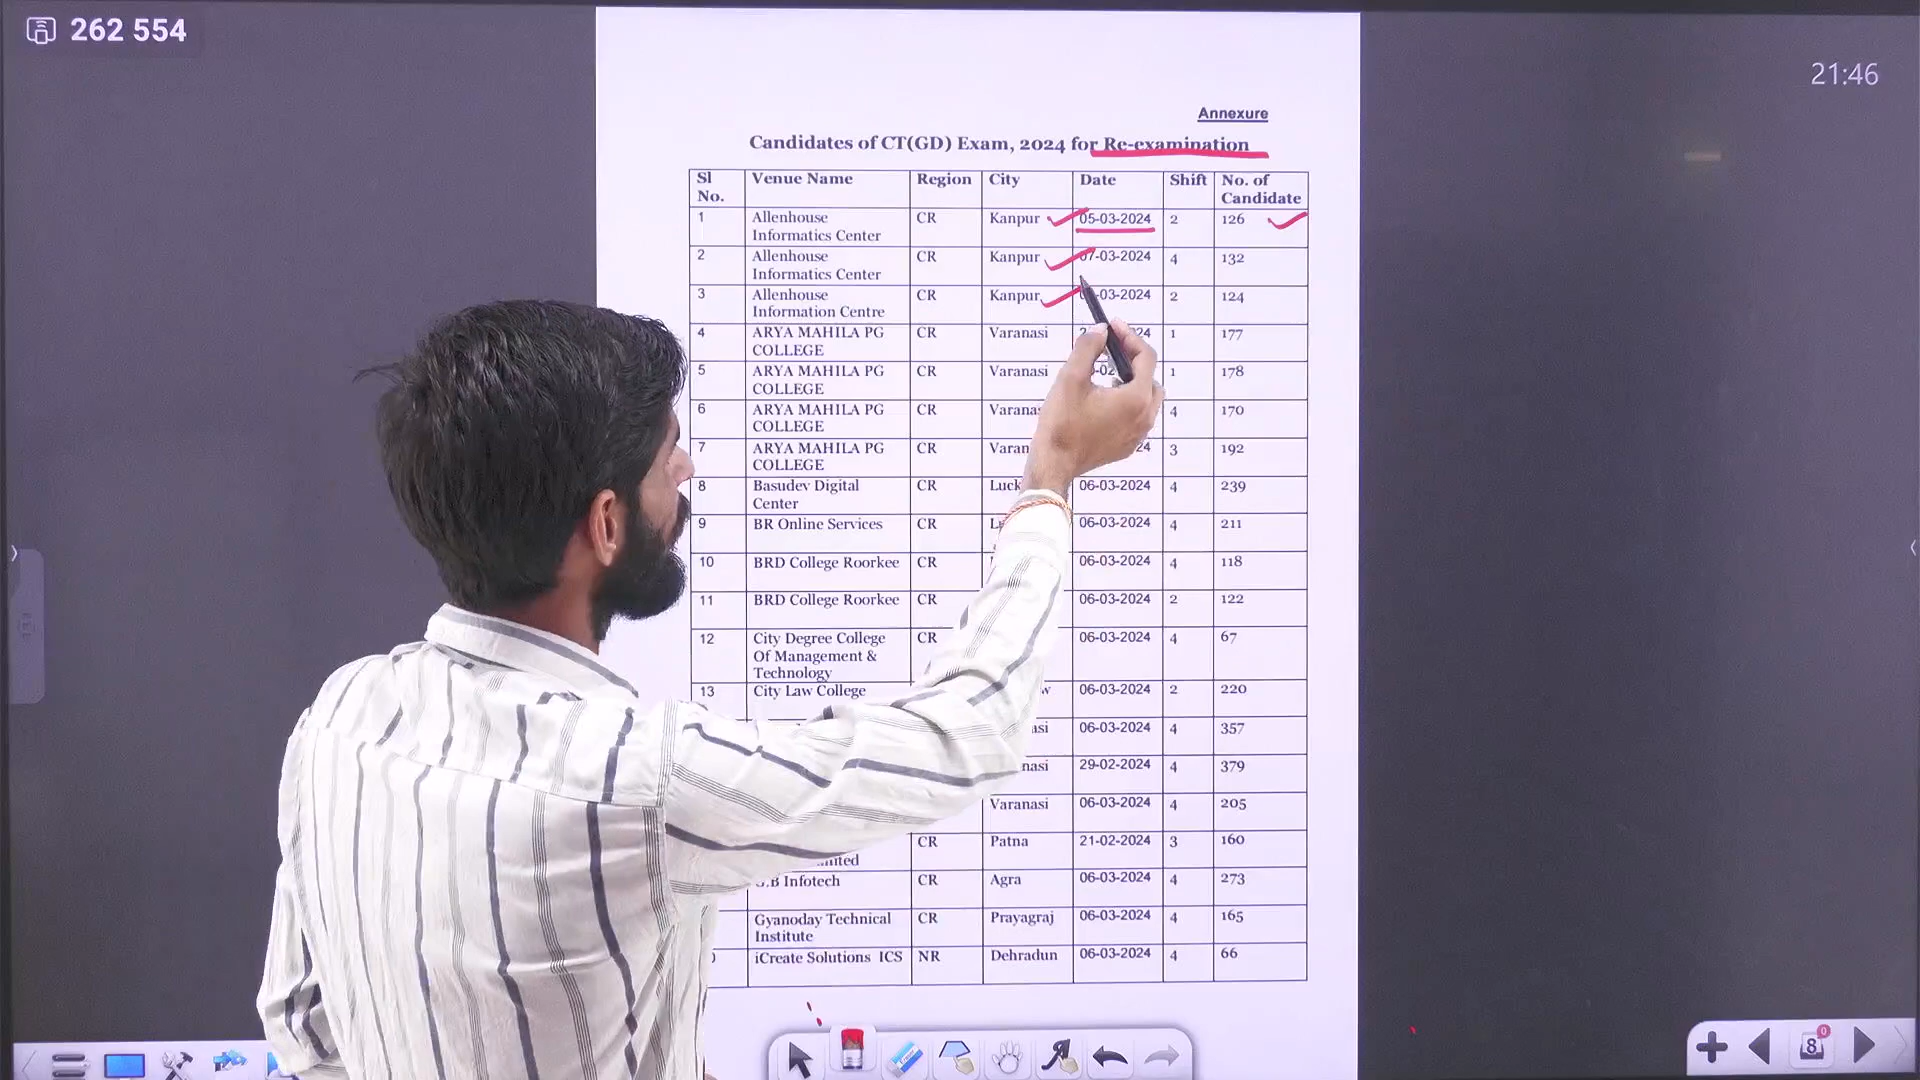 262 554
21:46
Annexure
Candidates of CT(GD) Exam, 2024 for Re-examination
Sl No. Venue Name Region City Date Shift No. of Candidate
1 Allenhouse Informatics Center CR Kanpur 05-03-2024 2 126
2 Allenhouse Informatics Center CR Kanpur 07-03-2024 4 132
3 Allenhouse Information Centre CR Kanpur -03-2024 2 124
4 ARYA MAHILA PG COLLEGE CR Varanasi 1 177
5 ARYA MAHILA PG COLLEGE CR Varanasi 1 178
6 ARYA MAHILA PG COLLEGE CR 4 170
7 ARYA MAHILA PG COLLEGE CR 3 192
8 Basudev Digital Center CR 06-03-2024 4 239
9 BR Online Services CR 06-03-2024 4 211
10 BRD College Roorkee CR 06-03-2024 4 118
11 BRD College Roorkee CR 06-03-2024 2 122
12 City Degree College Of Management & Technology CR 06-03-2024 4 67
13 City Law College 06-03-2024 2 220
06-03-2024 4 357
29-02-2024 4 379
Varanasi 06-03-2024 4 205
CR Patna 21-02-2024 3 160
Infotech CR Agra 06-03-2024 4 273
Gyanoday Technical Institute CR Prayagraj 06-03-2024 4 165
iCreate Solutions ICS NR Dehradun 06-03-2024 4 66
0
8